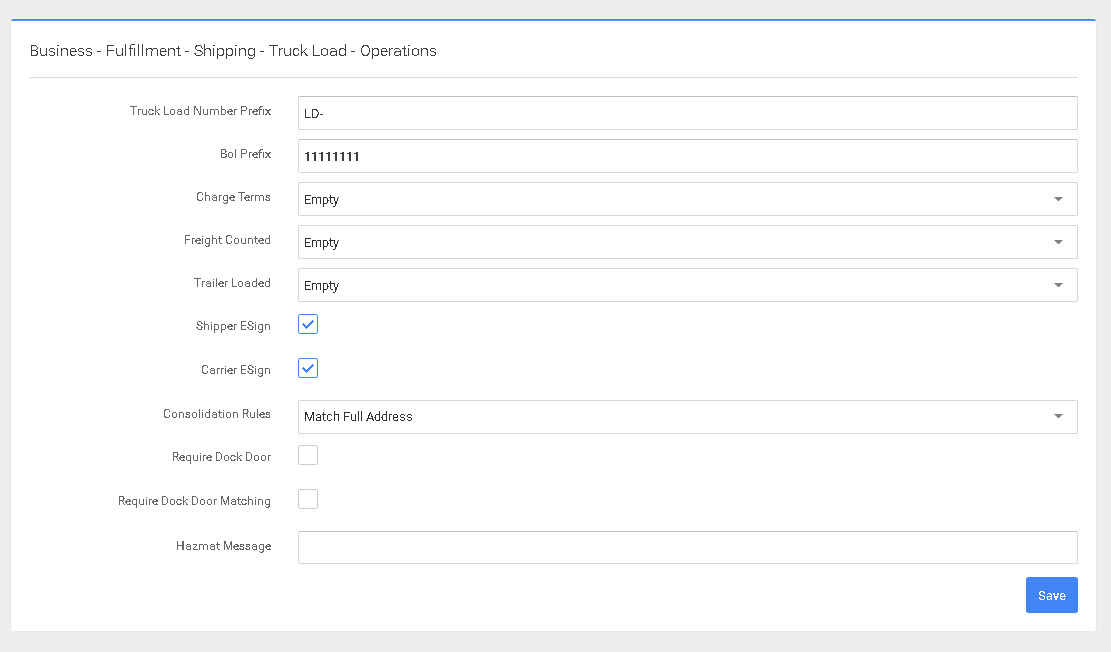 Business - Fulfillment - Shipping - Truck Load - Operations
Truck Load Number Prefix LD-
Bol Prefix 11111111
Charge Terms Empty
Freight Counted Empty
Trailer Loaded Empty
Shipper ESign
Carrier ESign
Consolidation Rules Match Full Address
Require Dock Door
Require Dock Door Matching
Hazmat Message
Save